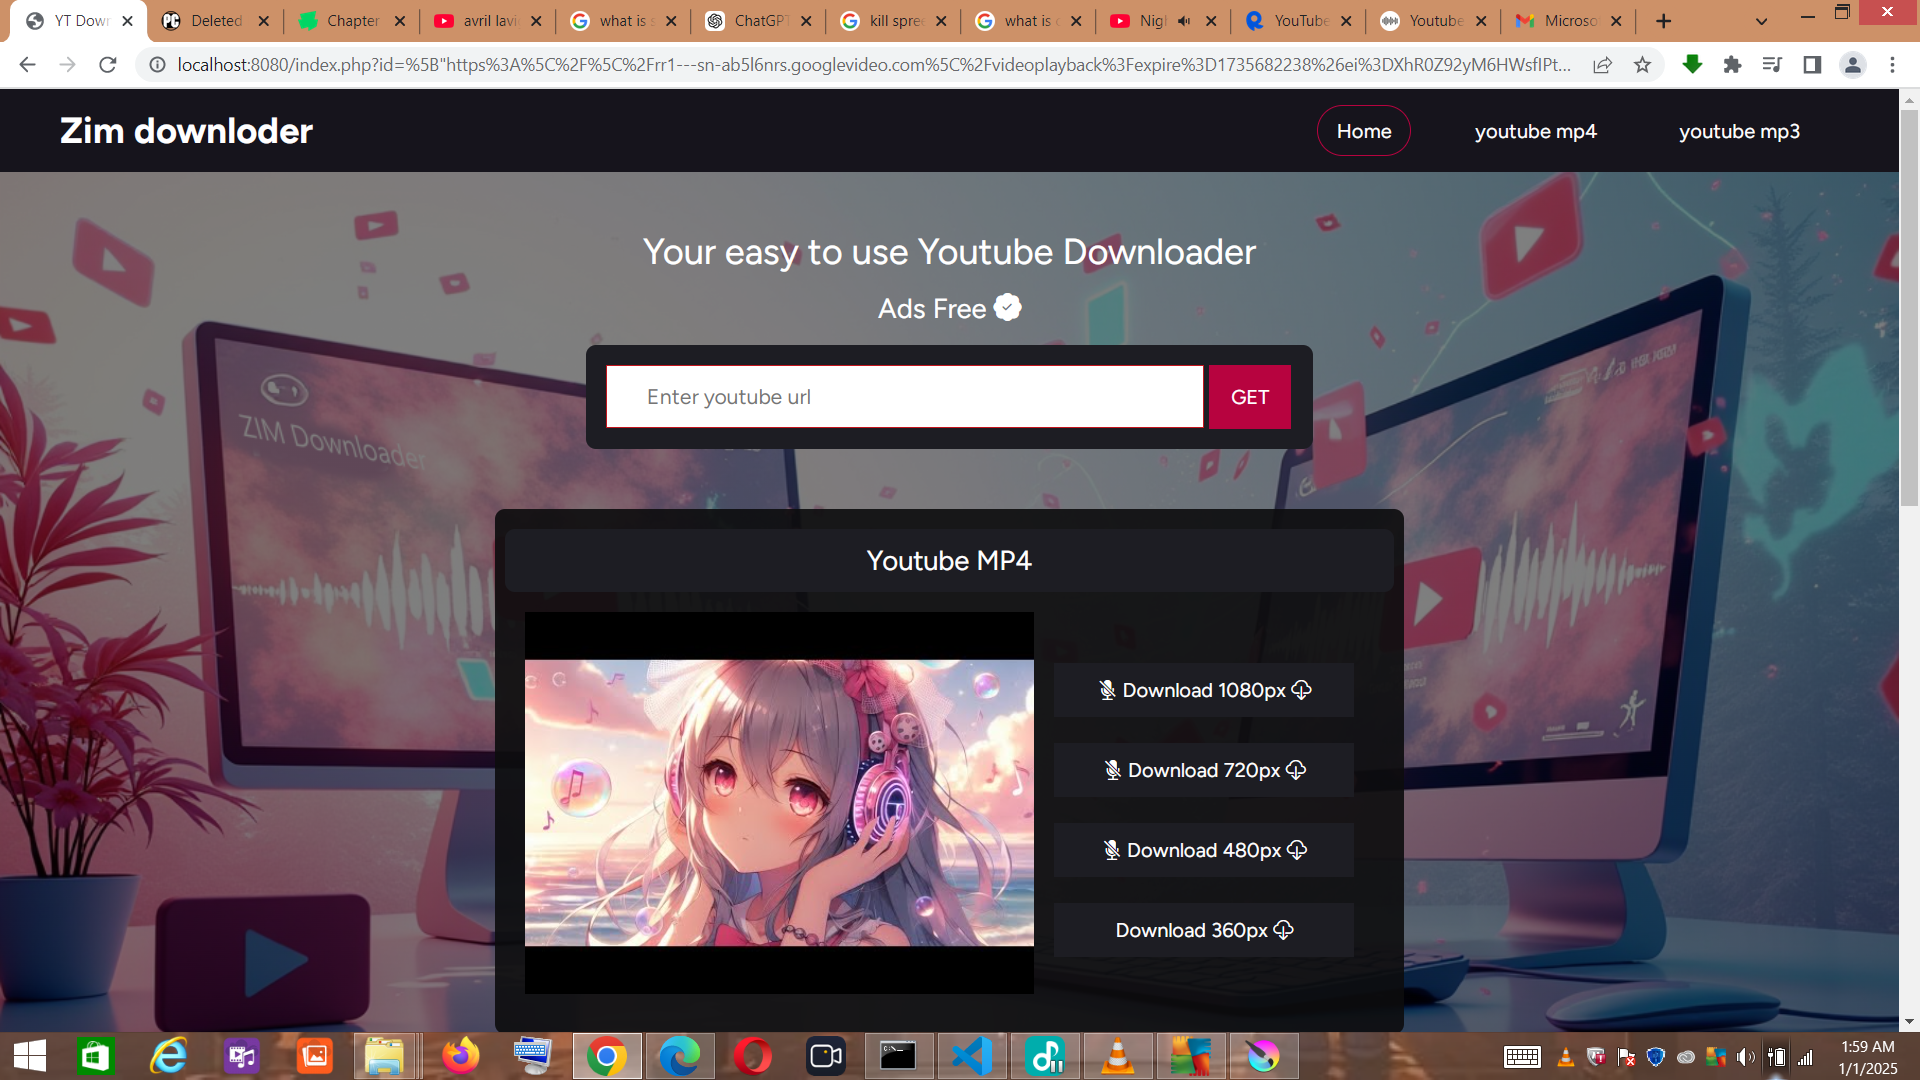 YT Down
Deleted
Chapter
avril lavi
what is s
ChatGPT
kill spree
what is c
Nigh
YouTube
Youtube
Microso
localhost:8080/index.php?id=%5B"https%3A%5C%2F%5C%2Frr1---sn-ab5l6nrs.googlevideo.com%5C%2Fvideoplayback%3Fexpire%3D1735682238%26ei%3DXhR0Z92yM6HWsfIPt...
Zim downloder
Home
youtube mp4
youtube mp3
Your easy to use Youtube Downloader
Ads Free
Enter youtube url
GET
ZIM Downloader
Youtube MP4
Download 1080px
Download 720px
Download 480px
Download 360px
1:59 AM
1/1/2025